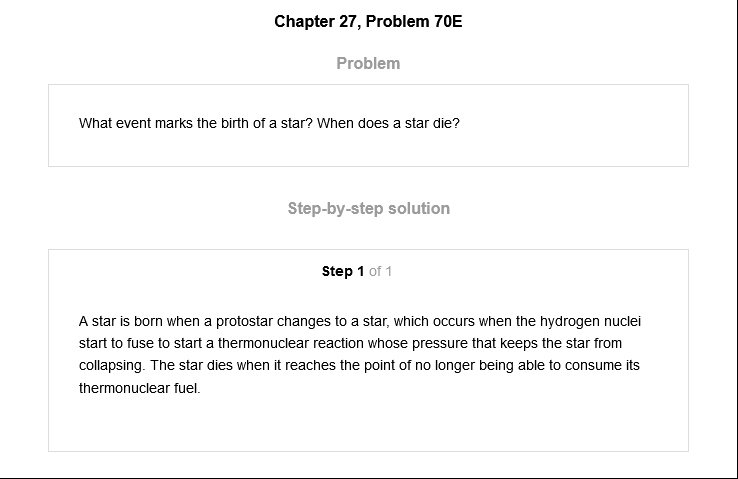 Chapter 27, Problem 70E
Problem
What event marks the birth of a star? When does a star die?
Step-by-step solution
Step 1 of 1
A star is born when a protostar changes to a star, which occurs when the hydrogen nuclei
start to fuse to start a thermonuclear reaction whose pressure that keeps the star from
collapsing. The star dies when it reaches the point of no longer being able to consume its
thermonuclear fuel.